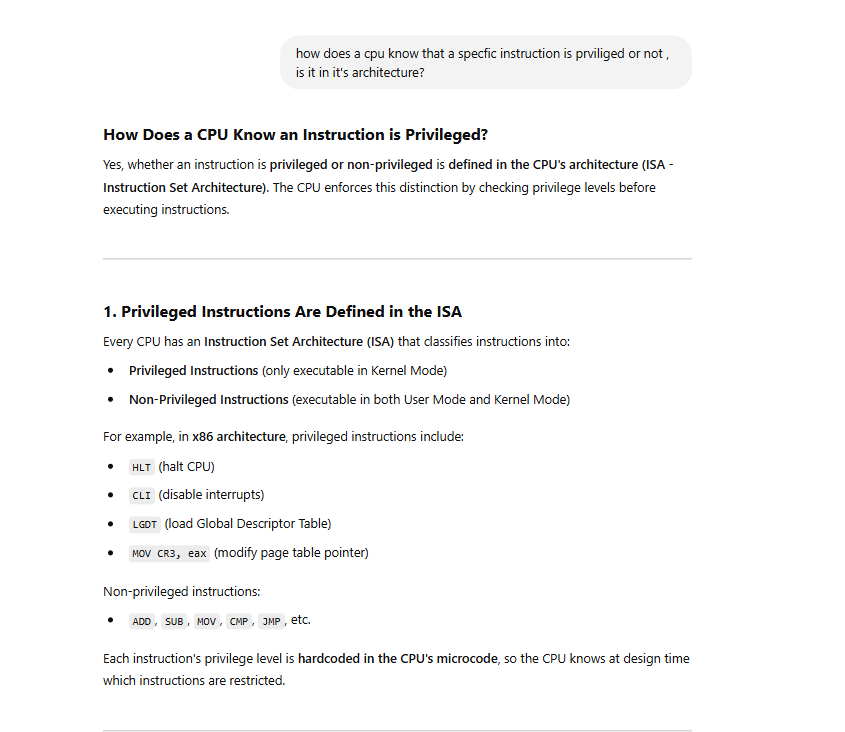 how does a cpu know that a specfic instruction is prviliged or not ,
is it in it's architecture?
How Does a CPU Know an Instruction is Privileged?
Yes, whether an instruction is privileged or non-privileged is defined in the CPU's architecture (ISA -
Instruction Set Architecture). The CPU enforces this distinction by checking privilege levels before
executing instructions.
1. Privileged Instructions Are Defined in the ISA
Every CPU has an Instruction Set Architecture (ISA) that classifies instructions into:
• Privileged Instructions (only executable in Kernel Mode)
• Non-Privileged Instructions (executable in both User Mode and Kernel Mode)
For example, in x86 architecture, privileged instructions include:
• HLT (halt CPU)
• CLI (disable interrupts)
• LGDT (load Global Descriptor Table)
• MOV CR3, eax (modify page table pointer)
Non-privileged instructions:
• ADD, SUB, MOV, CMP, JMP, etc.
Each instruction's privilege level is hardcoded in the CPU's microcode, so the CPU knows at design time
which instructions are restricted.